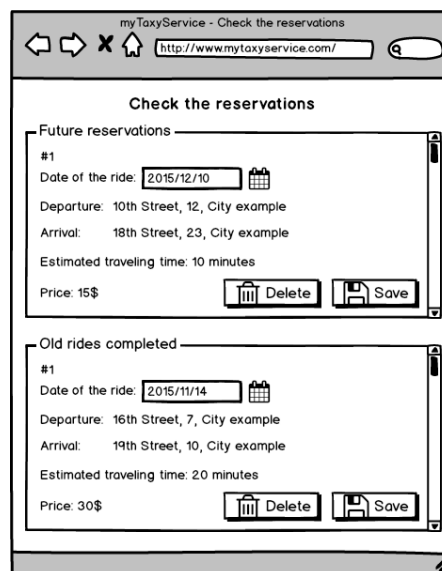 myTaxyService - Check the reservations
http://www.mytaxyservice.com/
Check the reservations
Future reservations
#1
Date of the ride: 2015/12/10
Departure: 10th Street, 12, City example
Arrival: 18th Street, 23, City example
Estimated traveling time: 10 minutes
Price: 15$ Delete Save
Old rides completed
#1
Date of the ride: 2015/11/14
Departure: 16th Street, 7, City example
Arrival: 19th Street, 10, City example
Estimated traveling time: 20 minutes
Price: 30$ Delete Save